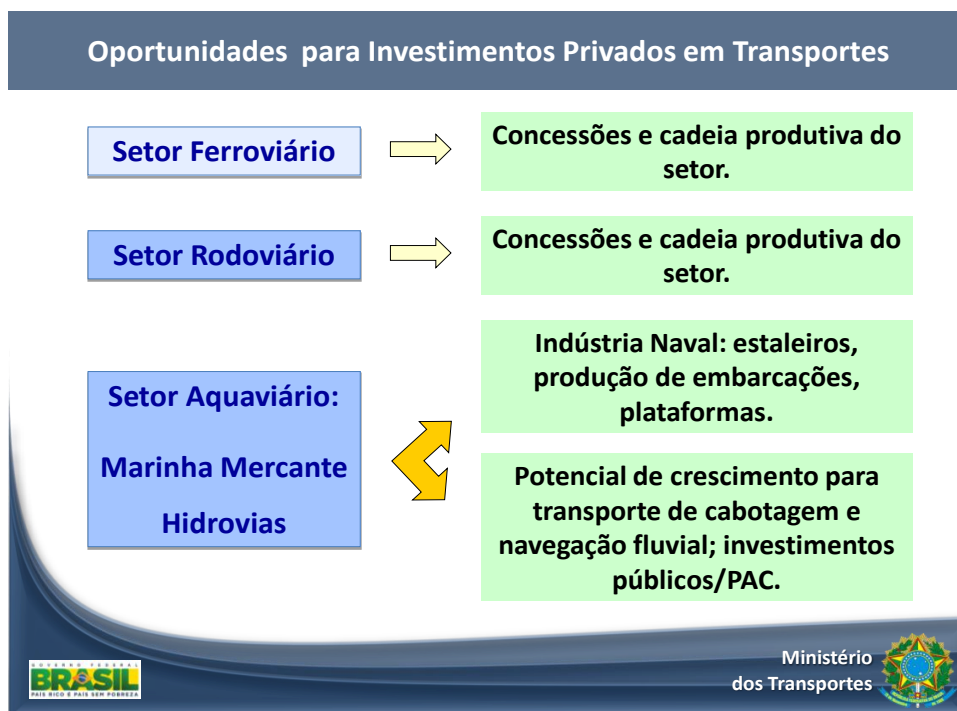 Oportunidades para Investimentos Privados em Transportes
Setor Ferroviário
Concessões e cadeia produtiva do
setor.
Setor Rodoviário
Concessões e cadeia produtiva do
setor.
Setor Aquaviário:
Marinha Mercante
Hidrovias
Indústria Naval: estaleiros,
produção de embarcações,
plataformas.
Potencial de crescimento para
transporte de cabotagem e
navegação fluvial; investimentos
públicos/PAC.
GOVERNO FEDERAL
BRASIL
PAÍS RICO É PAÍS SEM POBREZA
Ministério
dos Transportes